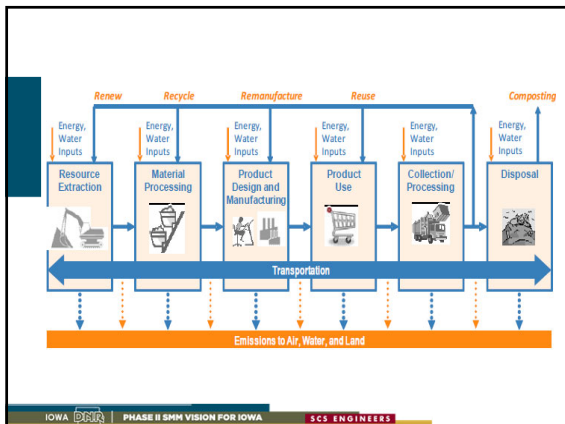 Renew Recycle Remanufacture Reuse Composting
Energy, Water Inputs
Energy, Water Inputs
Energy, Water Inputs
Energy, Water Inputs
Energy, Water Inputs
Energy, Water Inputs
Resource Extraction
Material Processing
Product Design and Manufacturing
Product Use
Collection/ Processing
Disposal
Transportation
Emissions to Air, Water, and Land
IOWA DNR PHASE II SMM VISION FOR IOWA SCS ENGINEERS